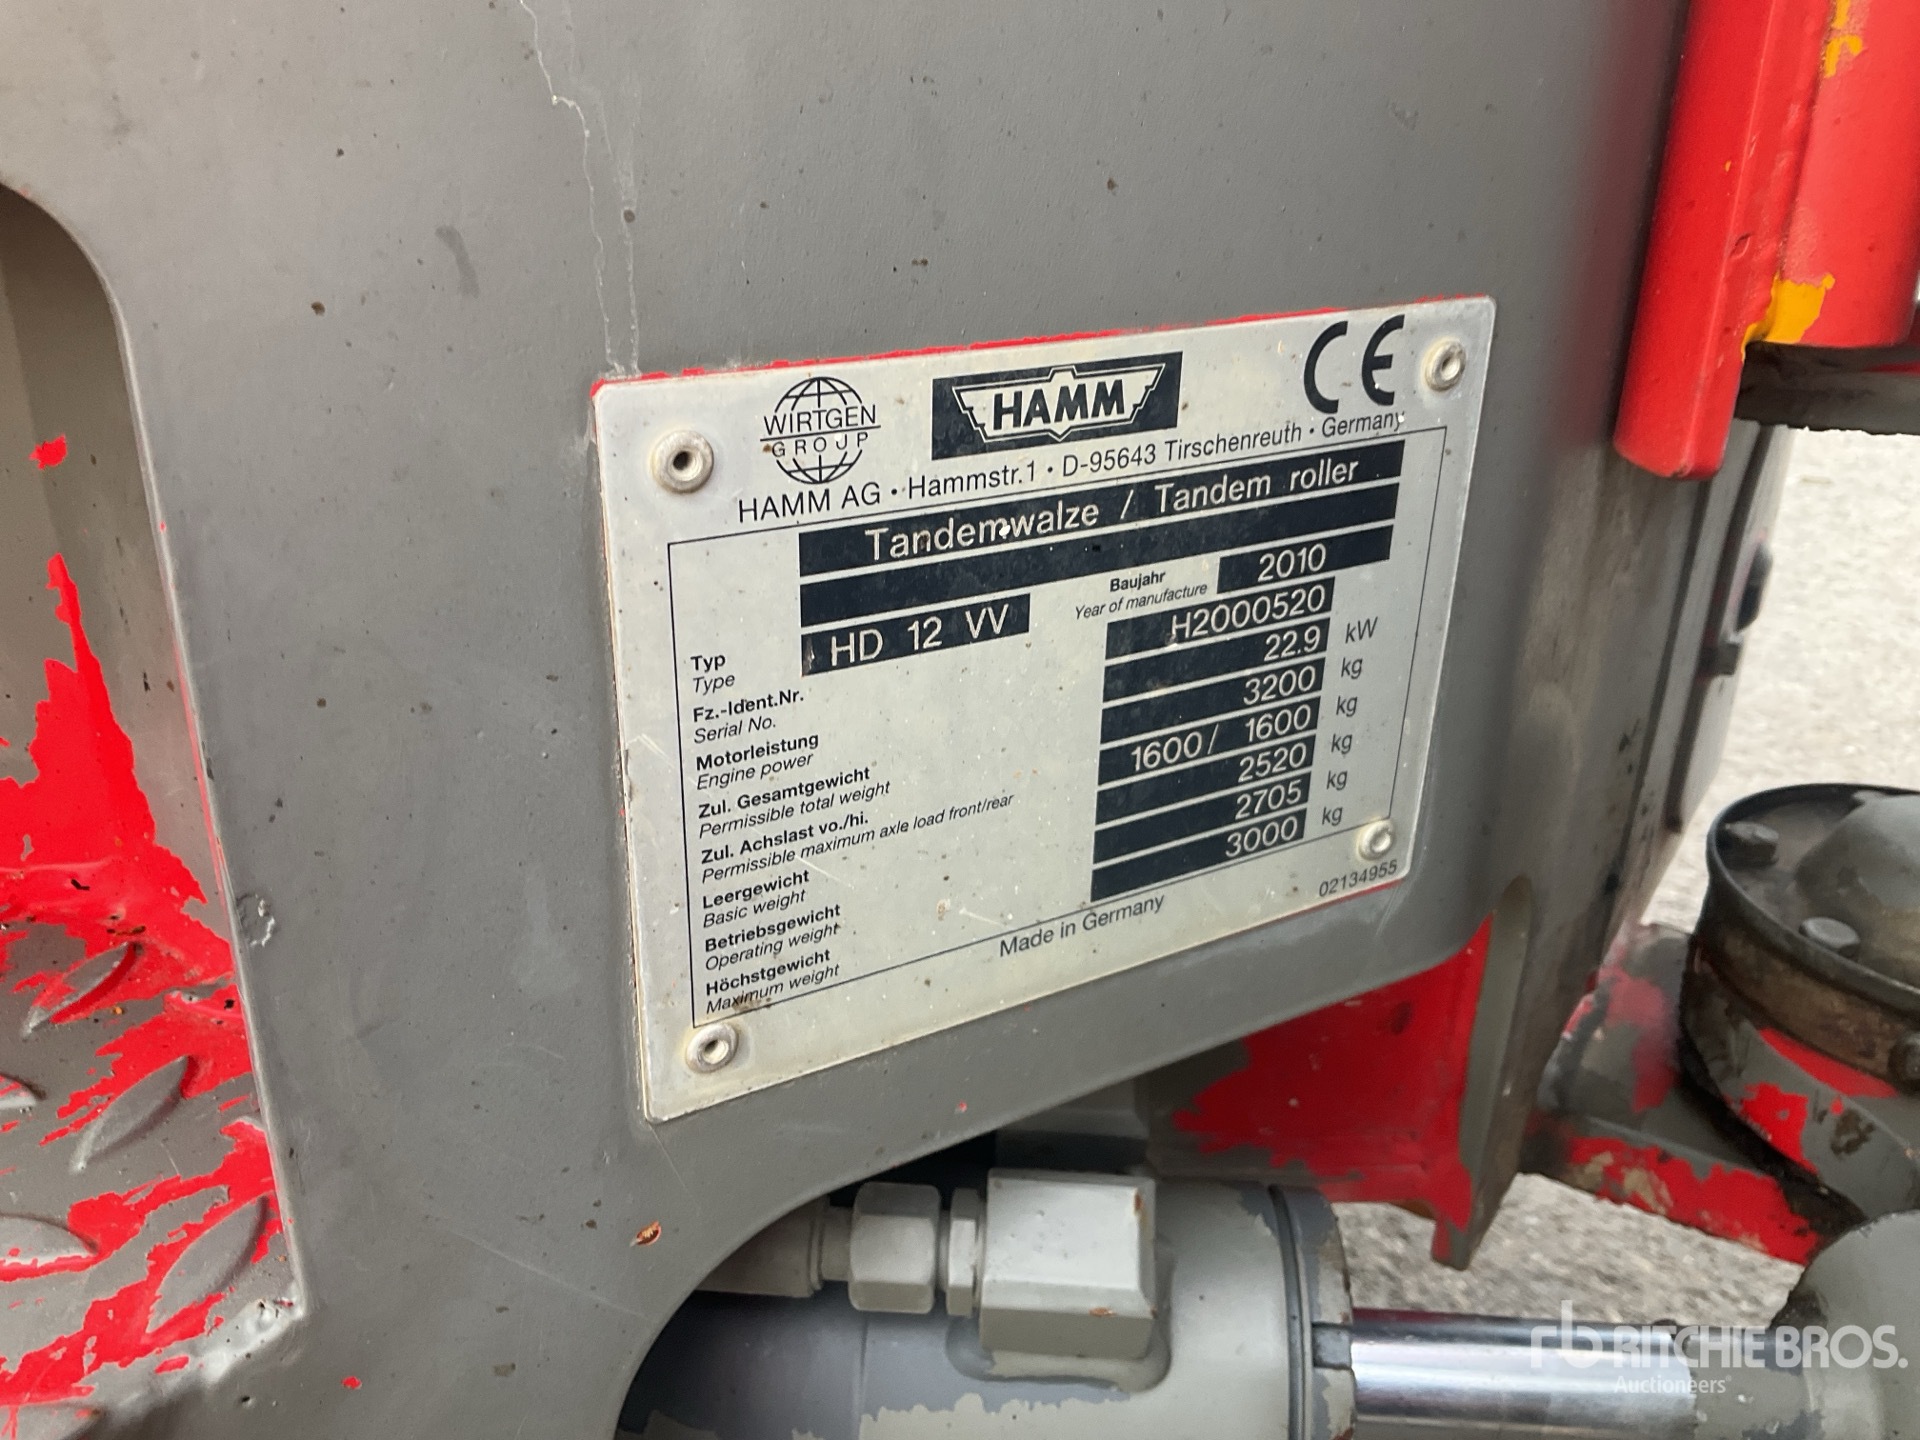 WIRTGEN
GROUP
HAMM
CE
HAMM AG • Hammstr.1 • D-95643 Tirschenreuth • Germany
Tandemwalze / Tandem roller
Baujahr 2010
Year of manufacture
Typ HD 12 VV
Type
Fz.-Ident.Nr. H2000520
Serial No.
Motorleistung 22.9 kW
Engine power
Zul. Gesamtgewicht 3200 kg
Permissible total weight
Zul. Achslast vo./hi. 1600/ 1600 kg
Permissible maximum axle load front/rear
Leergewicht 2520 kg
Basic weight
Betriebsgewicht 2705 kg
Operating weight
Höchstgewicht 3000 kg
Maximum weight
Made in Germany
02134955
rb RITCHIE BROS.
Auctioneers